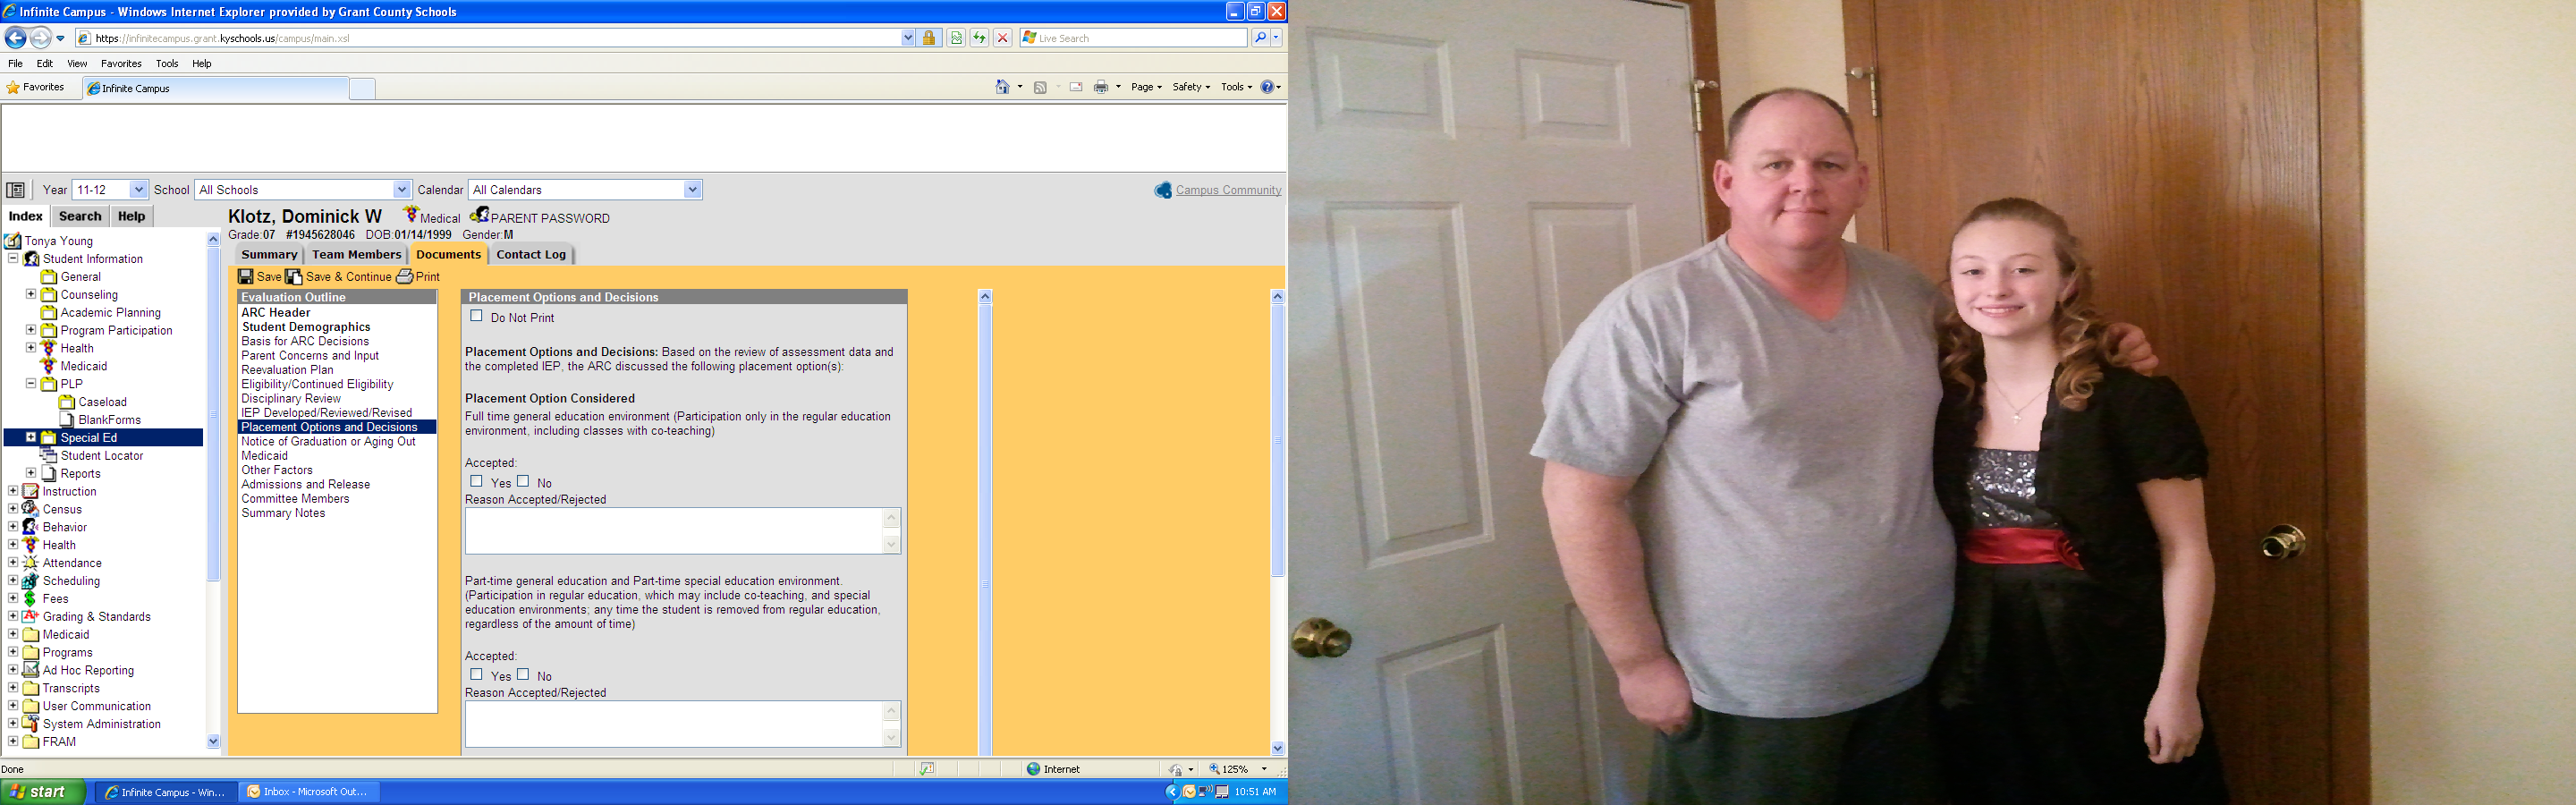 Infinite Campus - Windows Internet Explorer provided by Grant County Schools
https://infinitecampus.grant.kyschools.us/campus/main.xsl
Live Search
File Edit View Favorites Tools Help
Favorites Infinite Campus Page Safety Tools
Year 11-12 School All Schools Calendar All Calendars Campus Community
Index Search Help
Tonya Young
Student Information
General
Counseling
Academic Planning
Program Participation
Health
Medicaid
PLP
Caseload
BlankForms
Special Ed
Student Locator
Reports
Instruction
Census
Behavior
Health
Attendance
Scheduling
Fees
Grading & Standards
Medicaid
Programs
Ad Hoc Reporting
Transcripts
User Communication
System Administration
FRAM
Klotz, Dominick W Medical PARENT PASSWORD
Grade:07 #1945628046 DOB:01/14/1999 Gender:M
Summary Team Members Documents Contact Log
Save Save & Continue Print
Evaluation Outline
ARC Header
Student Demographics
Basis for ARC Decisions
Parent Concerns and Input
Reevaluation Plan
Eligibility/Continued Eligibility
Disciplinary Review
IEP Developed/Reviewed/Revised
Placement Options and Decisions
Notice of Graduation or Aging Out
Medicaid
Other Factors
Admissions and Release
Committee Members
Summary Notes
Placement Options and Decisions
Do Not Print
Placement Options and Decisions: Based on the review of assessment data and
the completed IEP, the ARC discussed the following placement option(s):
Placement Option Considered
Full time general education environment (Participation only in the regular education
environment, including classes with co-teaching)
Accepted:
Yes No
Reason Accepted/Rejected
Part-time general education and Part-time special education environment.
(Participation in regular education, which may include co-teaching, and special
education environments; any time the student is removed from regular education,
regardless of the amount of time)
Accepted:
Yes No
Reason Accepted/Rejected
Done Internet 125%
start Infinite Campus - Win... Inbox - Microsoft Out... 10:51 AM